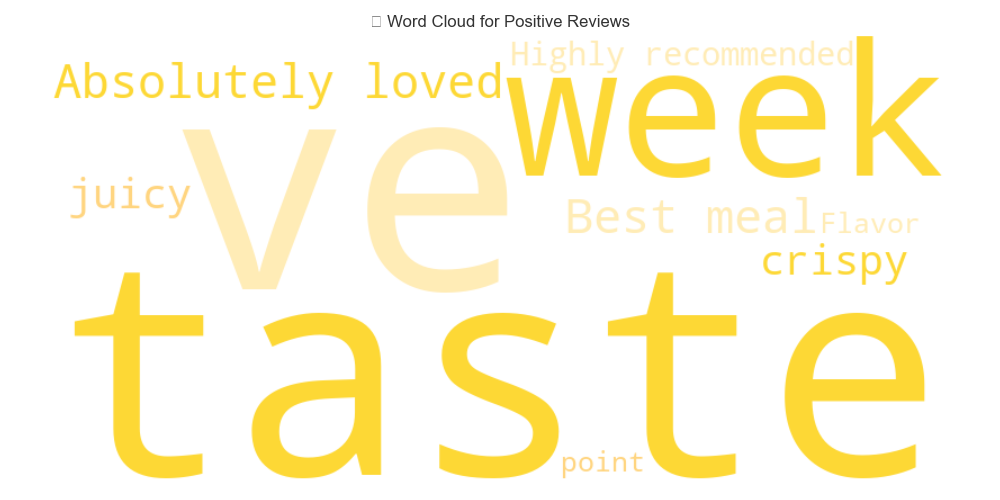 Word Cloud for Positive Reviews
Highly recommended
Absolutely loved
week
ve
juicy
Best meal
Flavor
crispy
taste
point